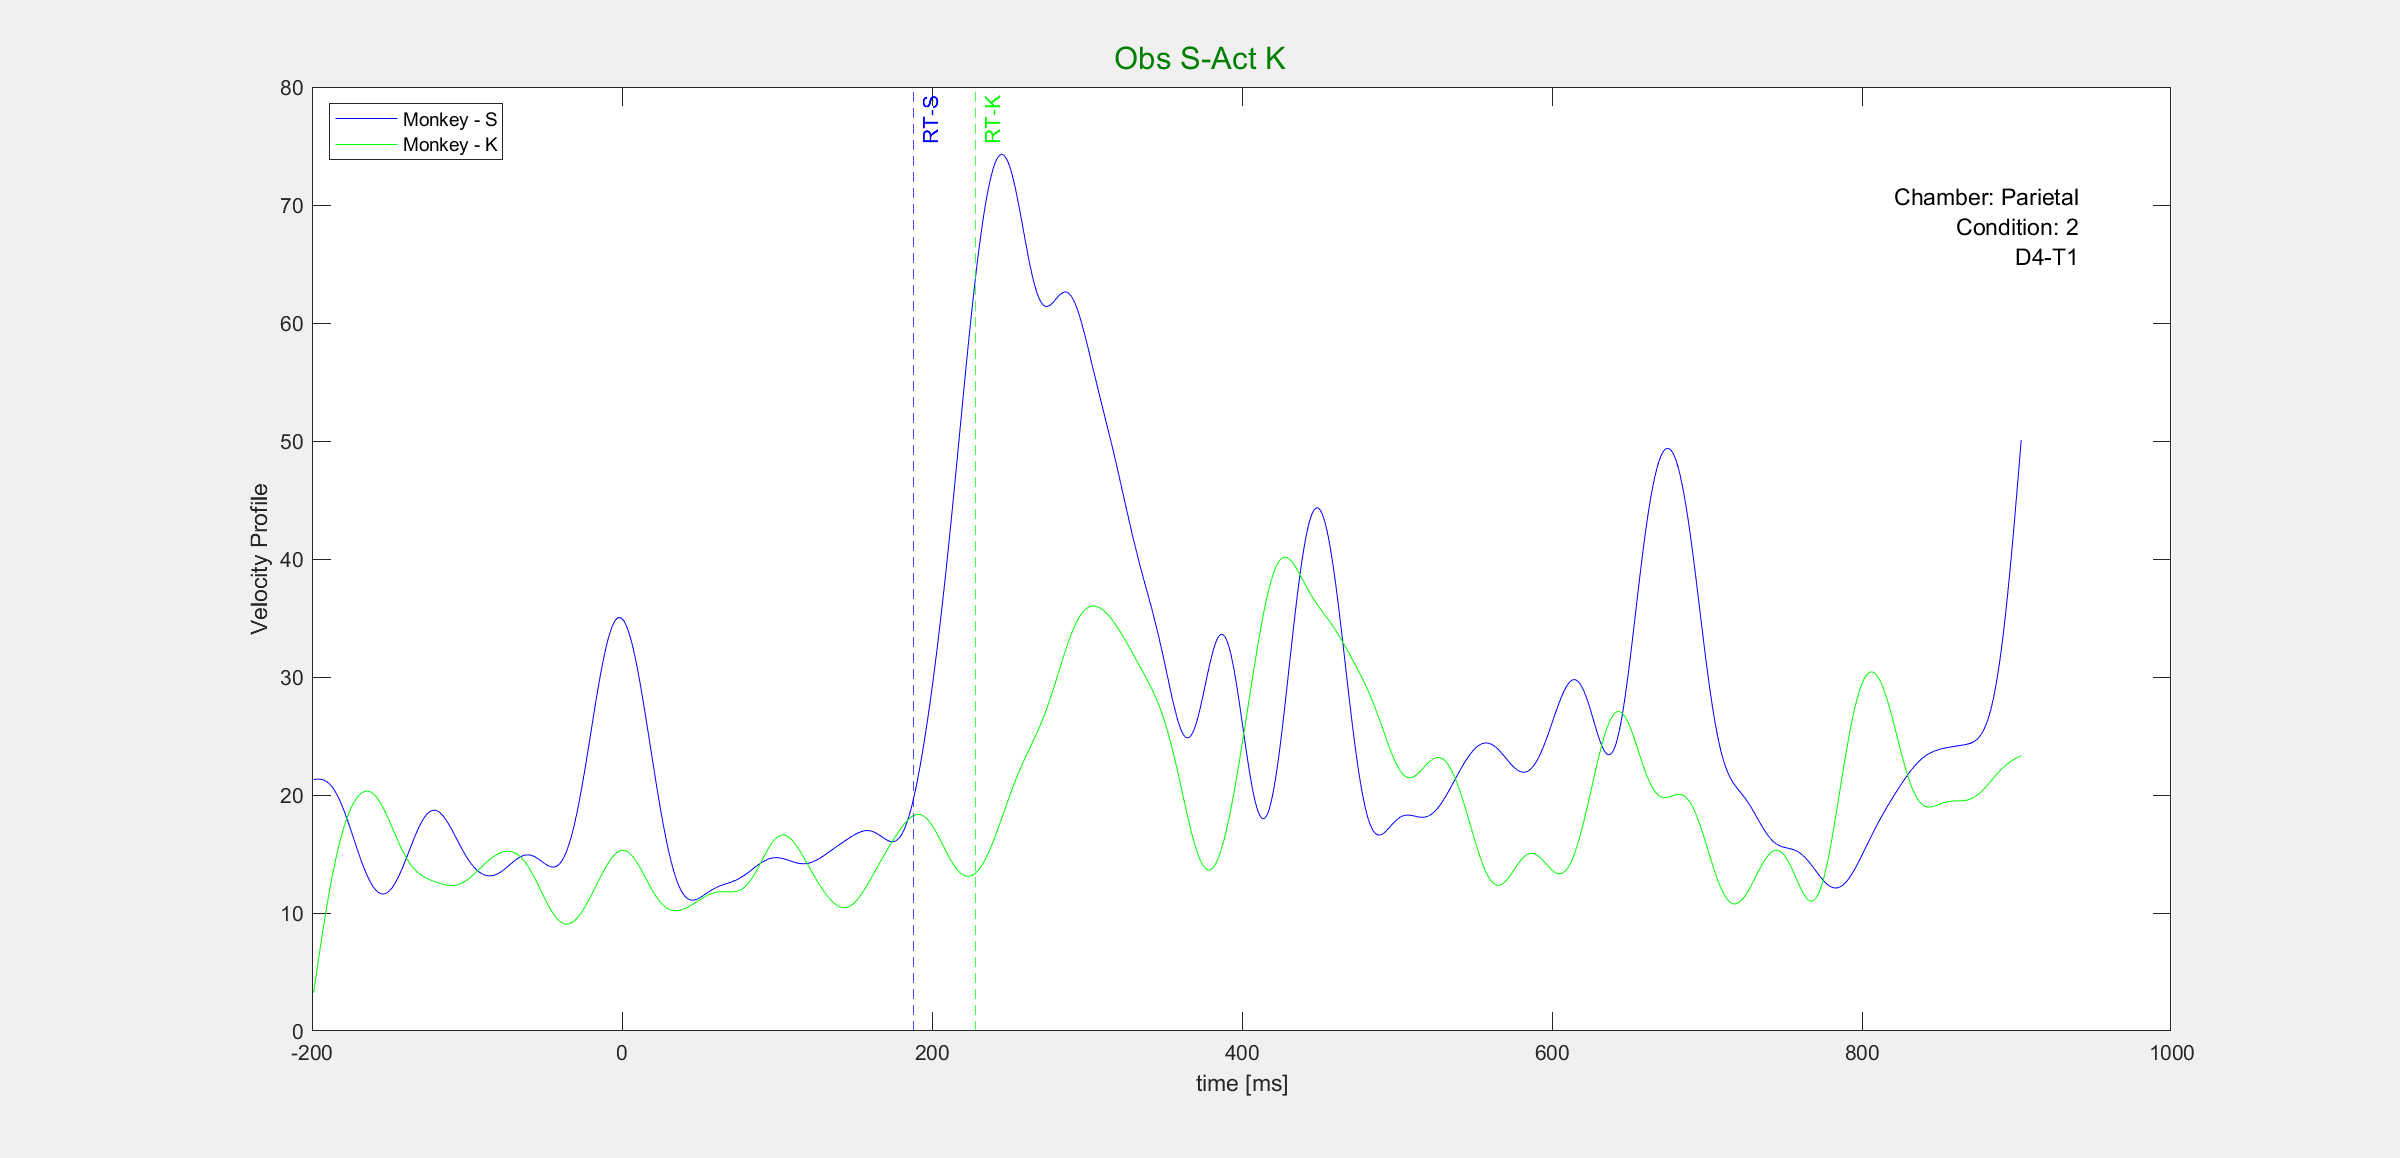 Obs S-Act K
Monkey - S
Monkey - K
RT-S
RT-K
Chamber: Parietal
Condition: 2
D4-T1
Velocity Profile
80
70
60
50
40
30
20
10
0
-200
0
200
400
600
800
1000
time [ms]